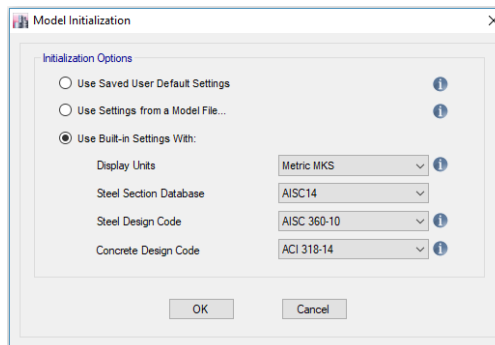 Model Initialization
Initialization Options
Use Saved User Default Settings
Use Settings from a Model File...
Use Built-in Settings With:
Display Units Metric MKS
Steel Section Database AISC14
Steel Design Code AISC 360-10
Concrete Design Code ACI 318-14
OK Cancel